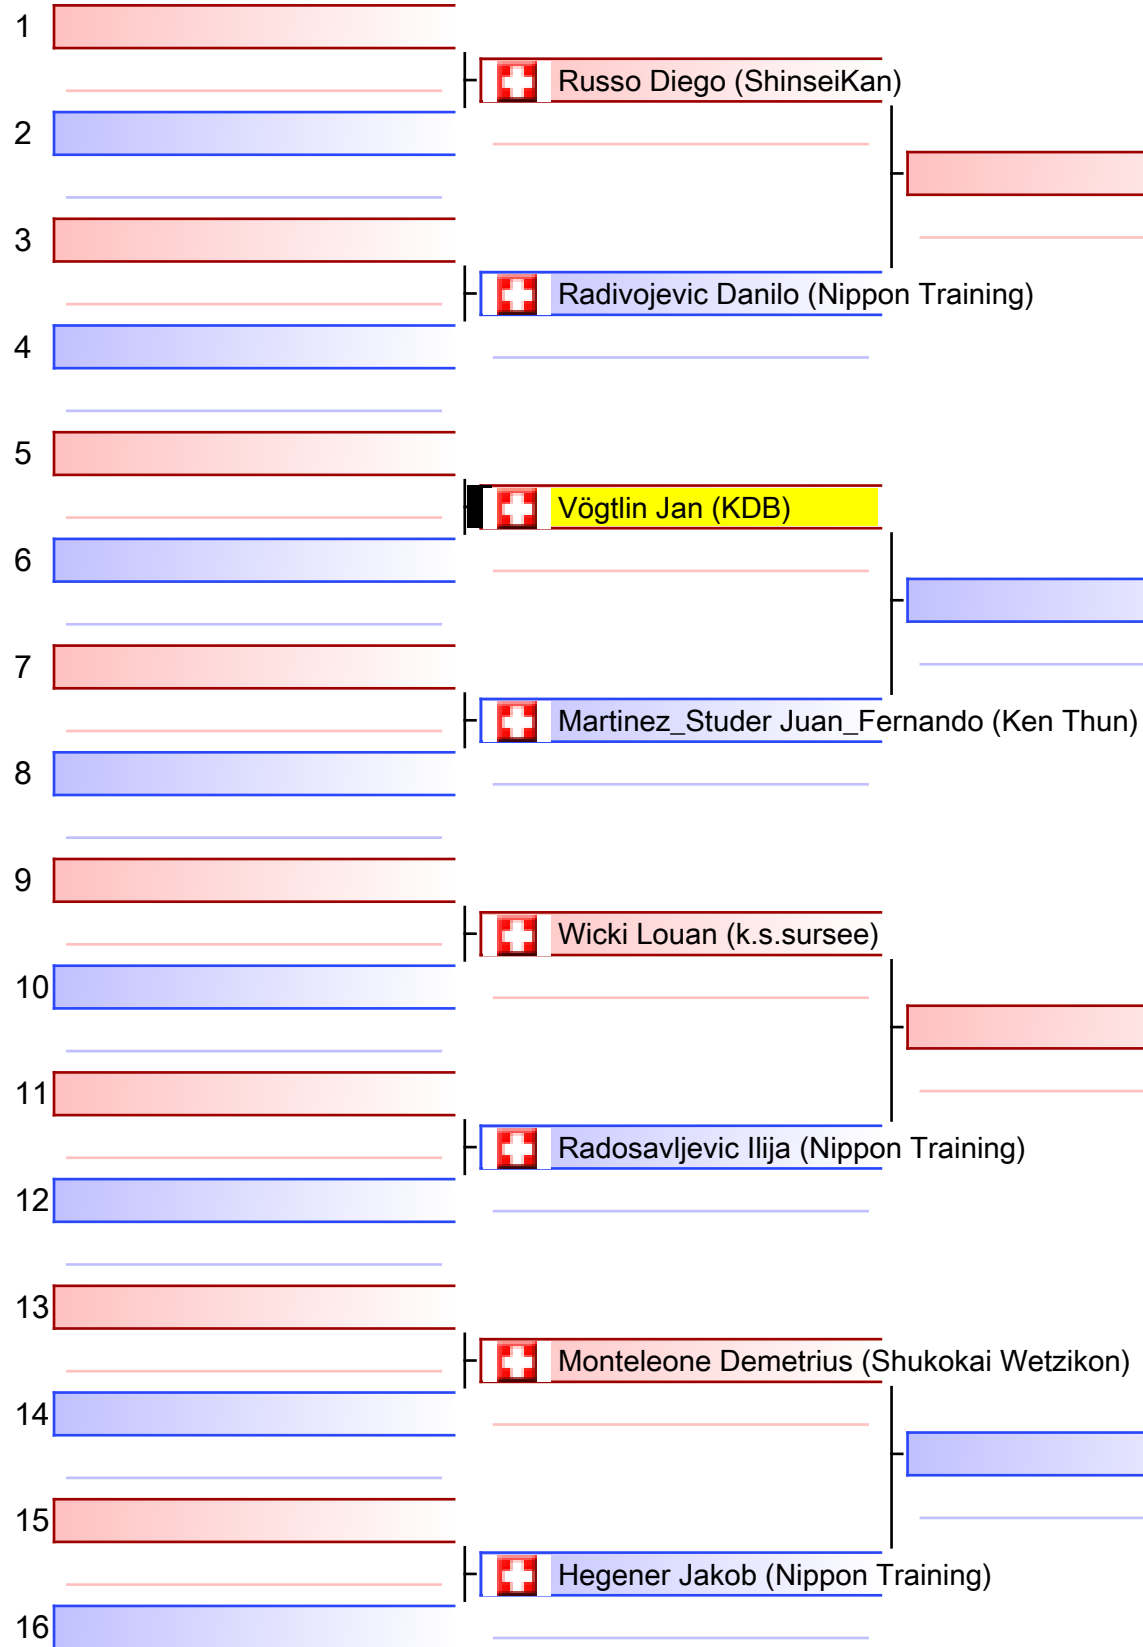 1
Russo Diego (ShinseiKan)
2
3
Radivojevic Danilo (Nippon Training)
4
5
Vögtlin Jan (KDB)
6
7
Martinez_Studer Juan_Fernando (Ken Thun)
8
9
Wicki Louan (k.s.sursee)
10
11
Radosavljevic Ilija (Nippon Training)
12
13
Monteleone Demetrius (Shukokai Wetzikon)
14
15
Hegener Jakob (Nippon Training)
16